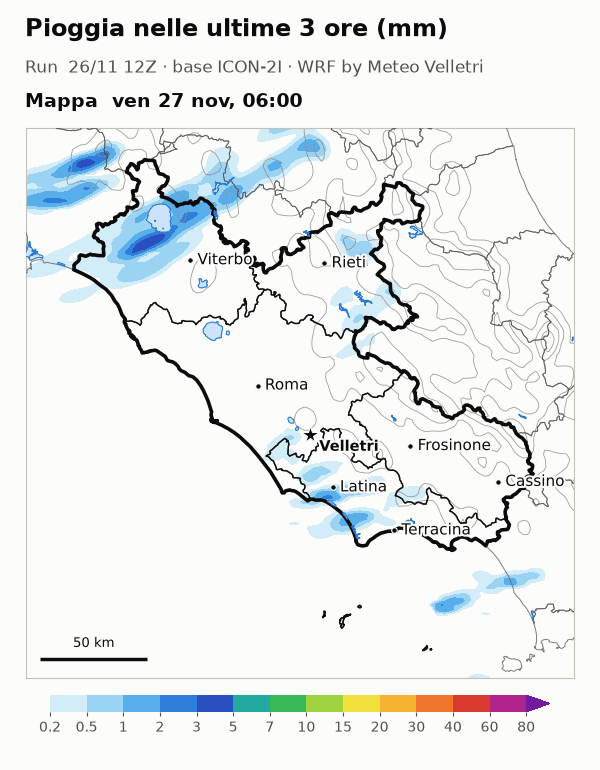 Pioggia nelle ultime 3 ore (mm)
Run 26/11 12Z · base ICON-2I · WRF by Meteo Velletri
Mappa ven 27 nov, 06:00
Viterbo
Rieti
Roma
Velletri
Frosinone
Latina
Cassino
Terracina
50 km
0.2 0.5 1 2 3 5 7 10 15 20 30 40 60 80